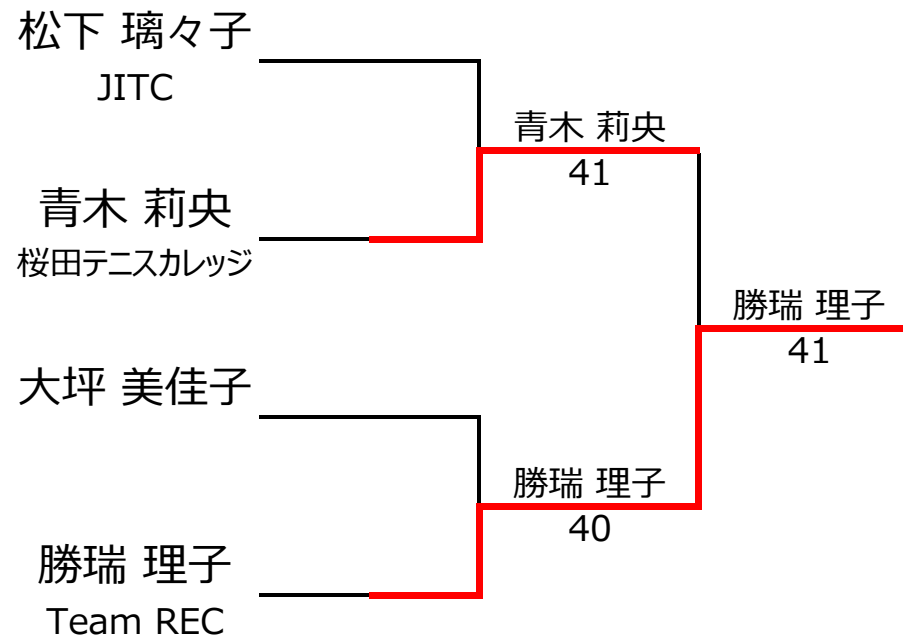 松下 璃々子
JITC
青木 莉央
41
青木 莉央
桜田テニスカレッジ
勝瑞 理子
41
大坪 美佳子
勝瑞 理子
40
勝瑞 理子
Team REC